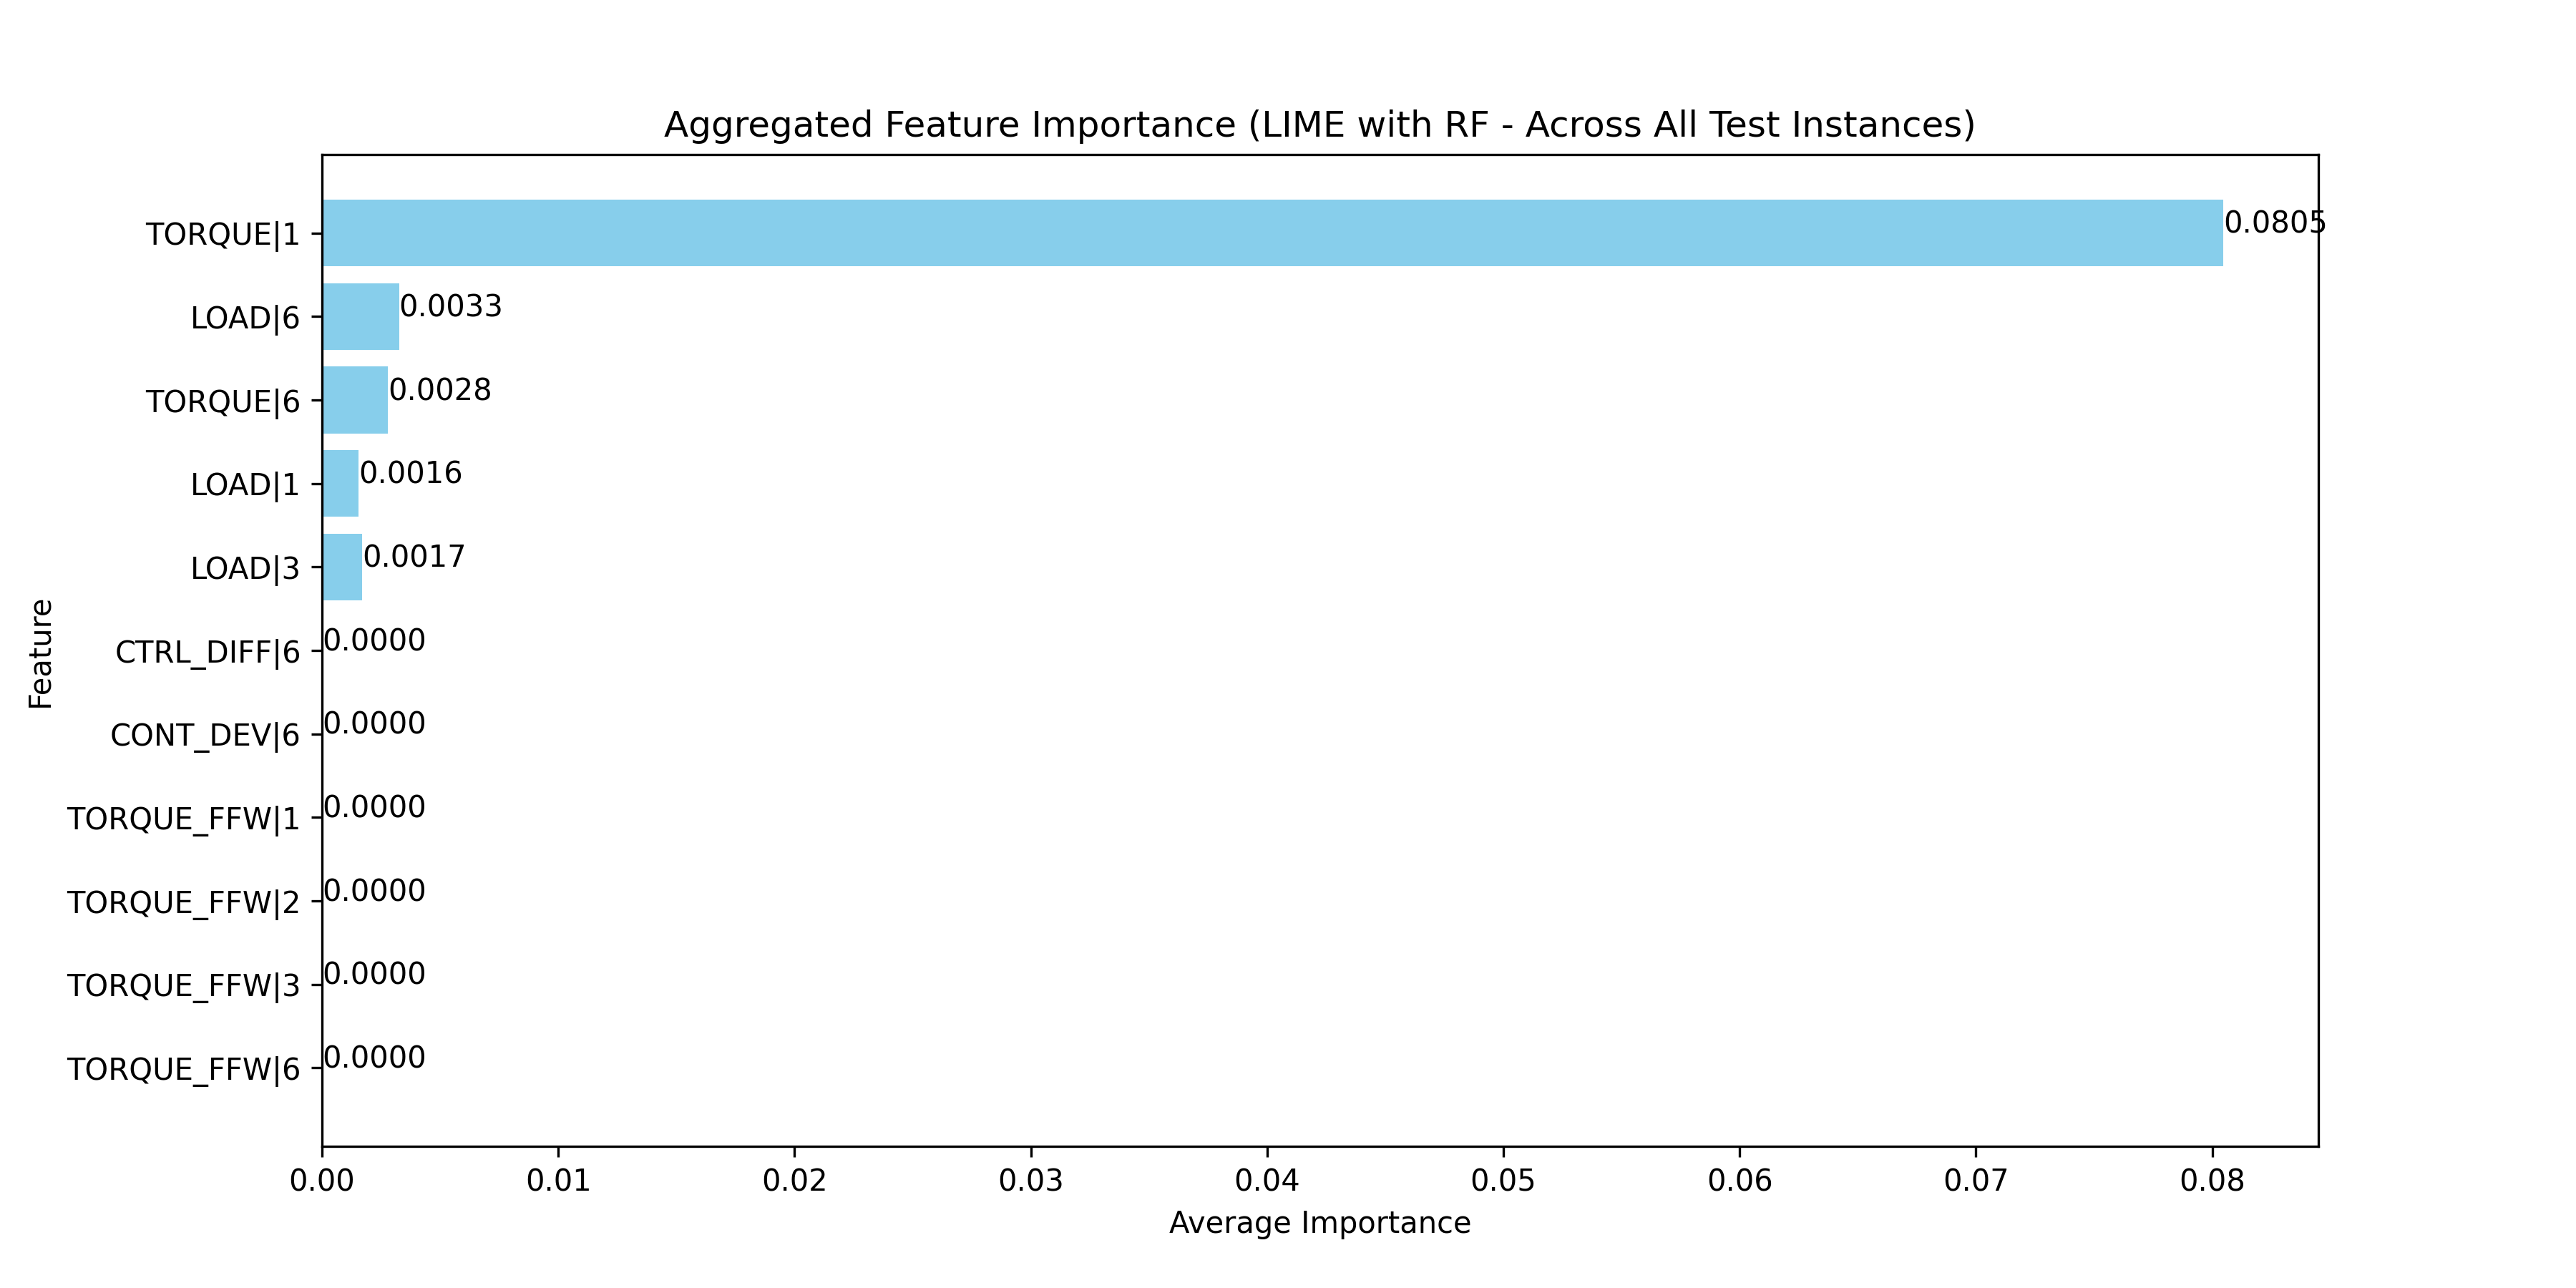 Aggregated Feature Importance (LIME with RF - Across All Test Instances)
TORQUE|1 0.0805
LOAD|6 0.0033
TORQUE|6 0.0028
LOAD|1 0.0016
LOAD|3 0.0017
Feature
CTRL_DIFF|6 0.0000
CONT_DEV|6 0.0000
TORQUE_FFW|1 0.0000
TORQUE_FFW|2 0.0000
TORQUE_FFW|3 0.0000
TORQUE_FFW|6 0.0000
0.00 0.01 0.02 0.03 0.04 0.05 0.06 0.07 0.08
Average Importance